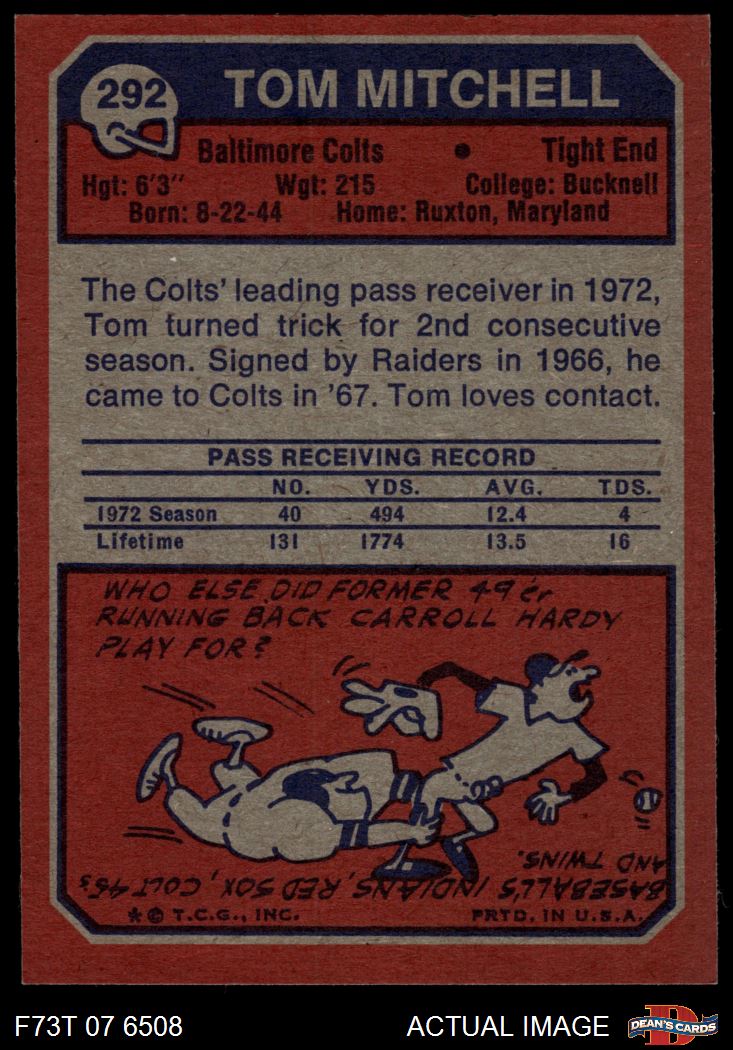 292 TOM MITCHELL
Baltimore Colts • Tight End
Hgt: 6'3" Wgt: 215 College: Bucknell
Born: 8-22-44 Home: Ruxton, Maryland
The Colts' leading pass receiver in 1972,
Tom turned trick for 2nd consecutive
season. Signed by Raiders in 1966, he
came to Colts in '67. Tom loves contact.
PASS RECEIVING RECORD
NO. YDS. AVG. TDS.
1972 Season 40 494 12.4 4
Lifetime 131 1774 13.5 16
WHO ELSE DID FORMER 49'er
RUNNING BACK CARROLL HARDY
PLAY FOR?
BASEBALL'S INDIANS, RED SOX, COLT 45's
AND TWINS.
* © T.C.G., INC. PRTD. IN U.S.A.
F73T 07 6508 ACTUAL IMAGE DEAN'S CARDS